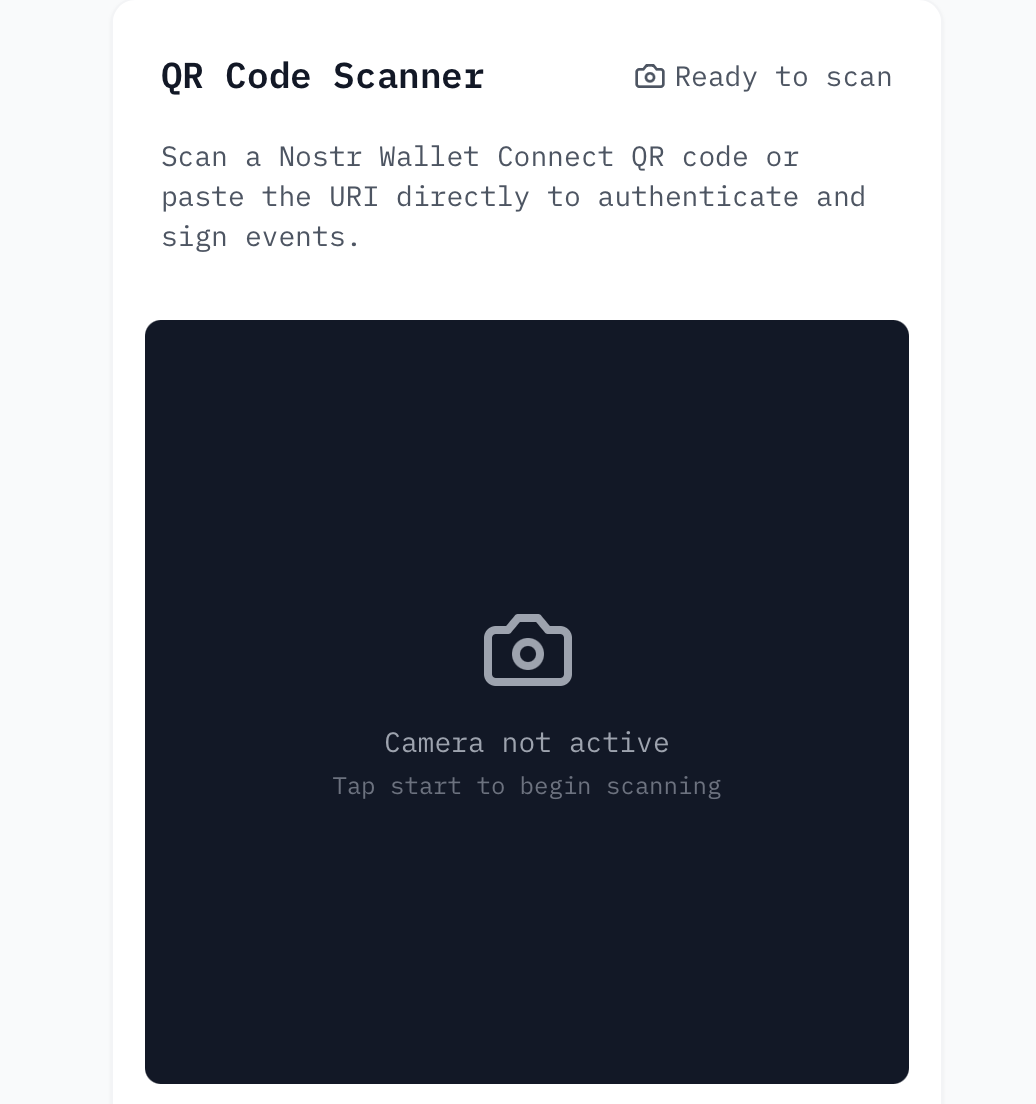 QR Code Scanner
Ready to scan
Scan a Nostr Wallet Connect QR code or
paste the URI directly to authenticate and
sign events.
Camera not active
Tap start to begin scanning